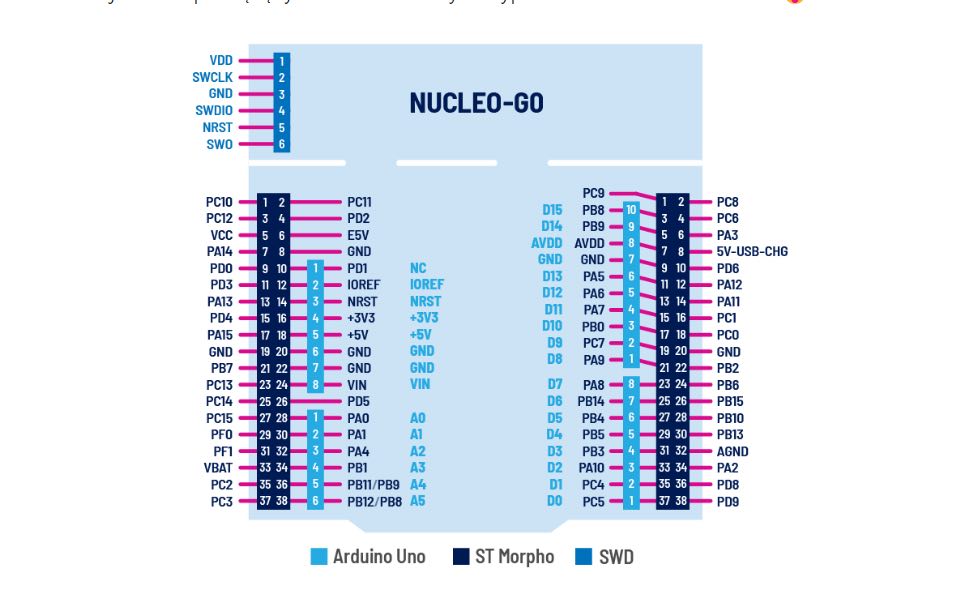 NUCLEO-G0
VDD 1
SWCLK 2
GND 3
SWDIO 4
NRST 5
SWO 6
PC10 1 2 PC11
PC12 3 4 PD2
VCC 5 6 E5V
PA14 7 8 GND
PD0 9 10 1 PD1 NC
PD3 11 12 2 IOREF IOREF
PA13 13 14 3 NRST NRST
PD4 15 16 4 +3V3 +3V3
PA15 17 18 5 +5V +5V
GND 19 20 6 GND GND
PB7 21 22 7 GND GND
PC13 23 24 8 VIN VIN
PC14 25 26 PD5
PC15 27 28 1 PA0 A0
PF0 29 30 2 PA1 A1
PF1 31 32 3 PA4 A2
VBAT 33 34 4 PB1 A3
PC2 35 36 5 PB11/PB9 A4
PC3 37 38 6 PB12/PB8 A5
PC9 1 2 PC8
D15 PB8 10 3 4 PC6
D14 PB9 9 5 6 PA3
AVDD AVDD 8 7 8 5V-USB-CHG
GND GND 7 9 10 PD6
D13 PA5 6 11 12 PA12
D12 PA6 5 13 14 PA11
D11 PA7 4 15 16 PC1
D10 PB0 3 17 18 PC0
D9 PC7 2 19 20 GND
D8 PA9 1 21 22 PB2
D7 PA8 8 23 24 PB6
D6 PB14 7 25 26 PB15
D5 PB4 6 27 28 PB10
D4 PB5 5 29 30 PB13
D3 PB3 4 31 32 AGND
D2 PA10 3 33 34 PA2
D1 PC4 2 35 36 PD8
D0 PC5 1 37 38 PD9
Arduino Uno ST Morpho SWD